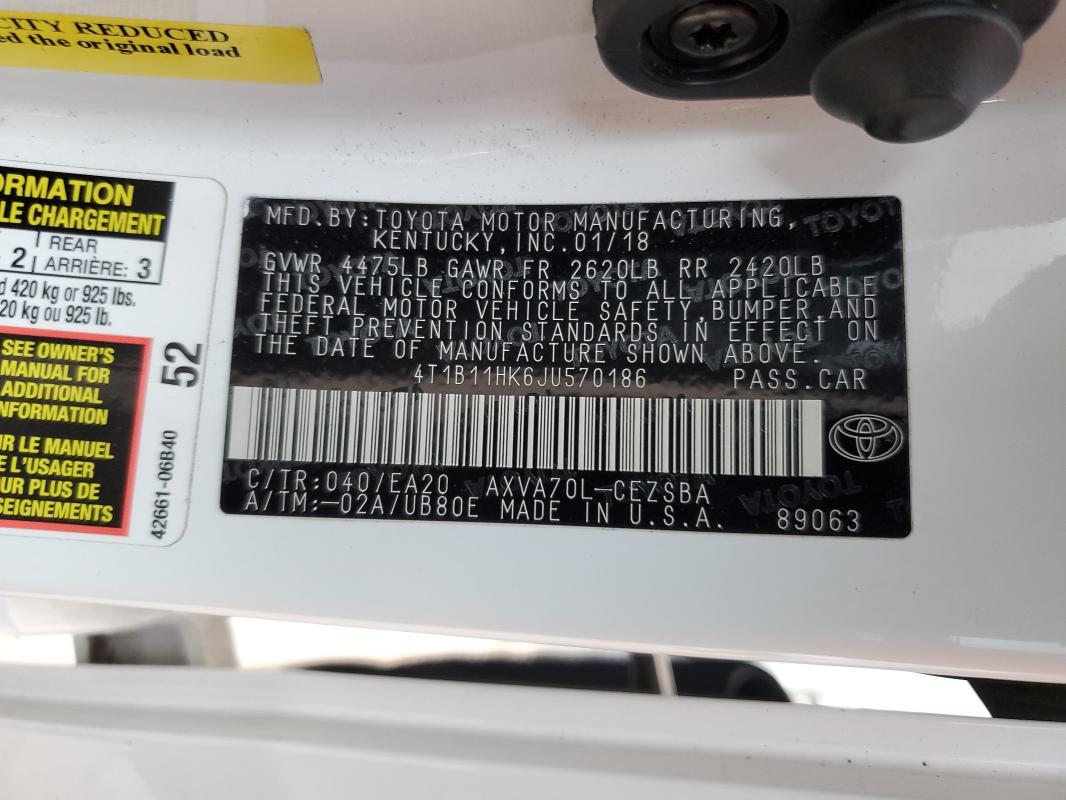 CITY REDUCED
ed the original load
ORMATION
LE CHARGEMENT
2 REAR
ARRIÈRE: 3
d 420 kg or 925 lbs.
20 kg ou 925 lb.
SEE OWNER'S
MANUAL FOR
ADDITIONAL
INFORMATION
UR LE MANUEL
E L'USAGER
OUR PLUS DE
SEIGNEMENTS
52
42661-06B40
MFD. BY:TOYOTA MOTOR MANUFACTURING,
KENTUCKY,INC.01/18
GVWR 4475LB GAWR FR 2620LB RR 2420LB
THIS VEHICLE CONFORMS TO ALL APPLICABLE
FEDERAL MOTOR VEHICLE SAFETY,BUMPER,AND
THEFT PREVENTION STANDARDS IN EFFECT ON
THE DATE OF MANUFACTURE SHOWN ABOVE.
4T1B11HK6JU570186 PASS.CAR
C/TR:040/EA20 AXVA70L-CEZSBA
A/TM:-02A/UB80E MADE IN U.S.A. 89063